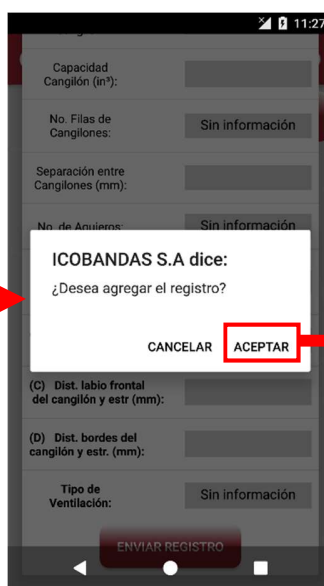 11:27
Capacidad
Cangilón (in³):
No. Filas de
Cangilones:
Sin información
Separación entre
Cangilones (mm):
No. de Agujeros:
Sin información
ICOBANDAS S.A dice:
¿Desea agregar el registro?
CANCELAR
ACEPTAR
(C) Dist. labio frontal
del cangilón y estr (mm):
(D) Dist. bordes del
cangilón y estr. (mm):
Tipo de
Ventilación:
Sin información
ENVIAR REGISTRO